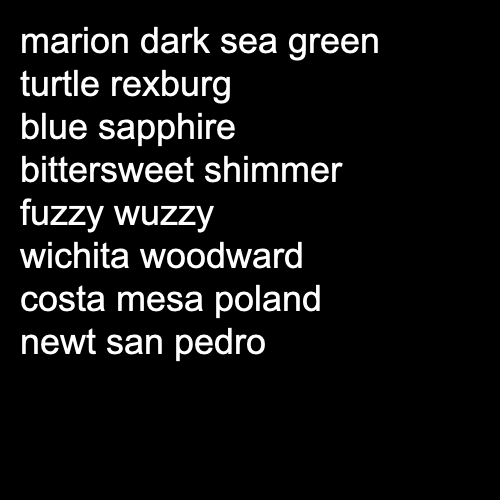 marion dark sea green
turtle rexburg
blue sapphire
bittersweet shimmer
fuzzy wuzzy
wichita woodward
costa mesa poland
newt san pedro